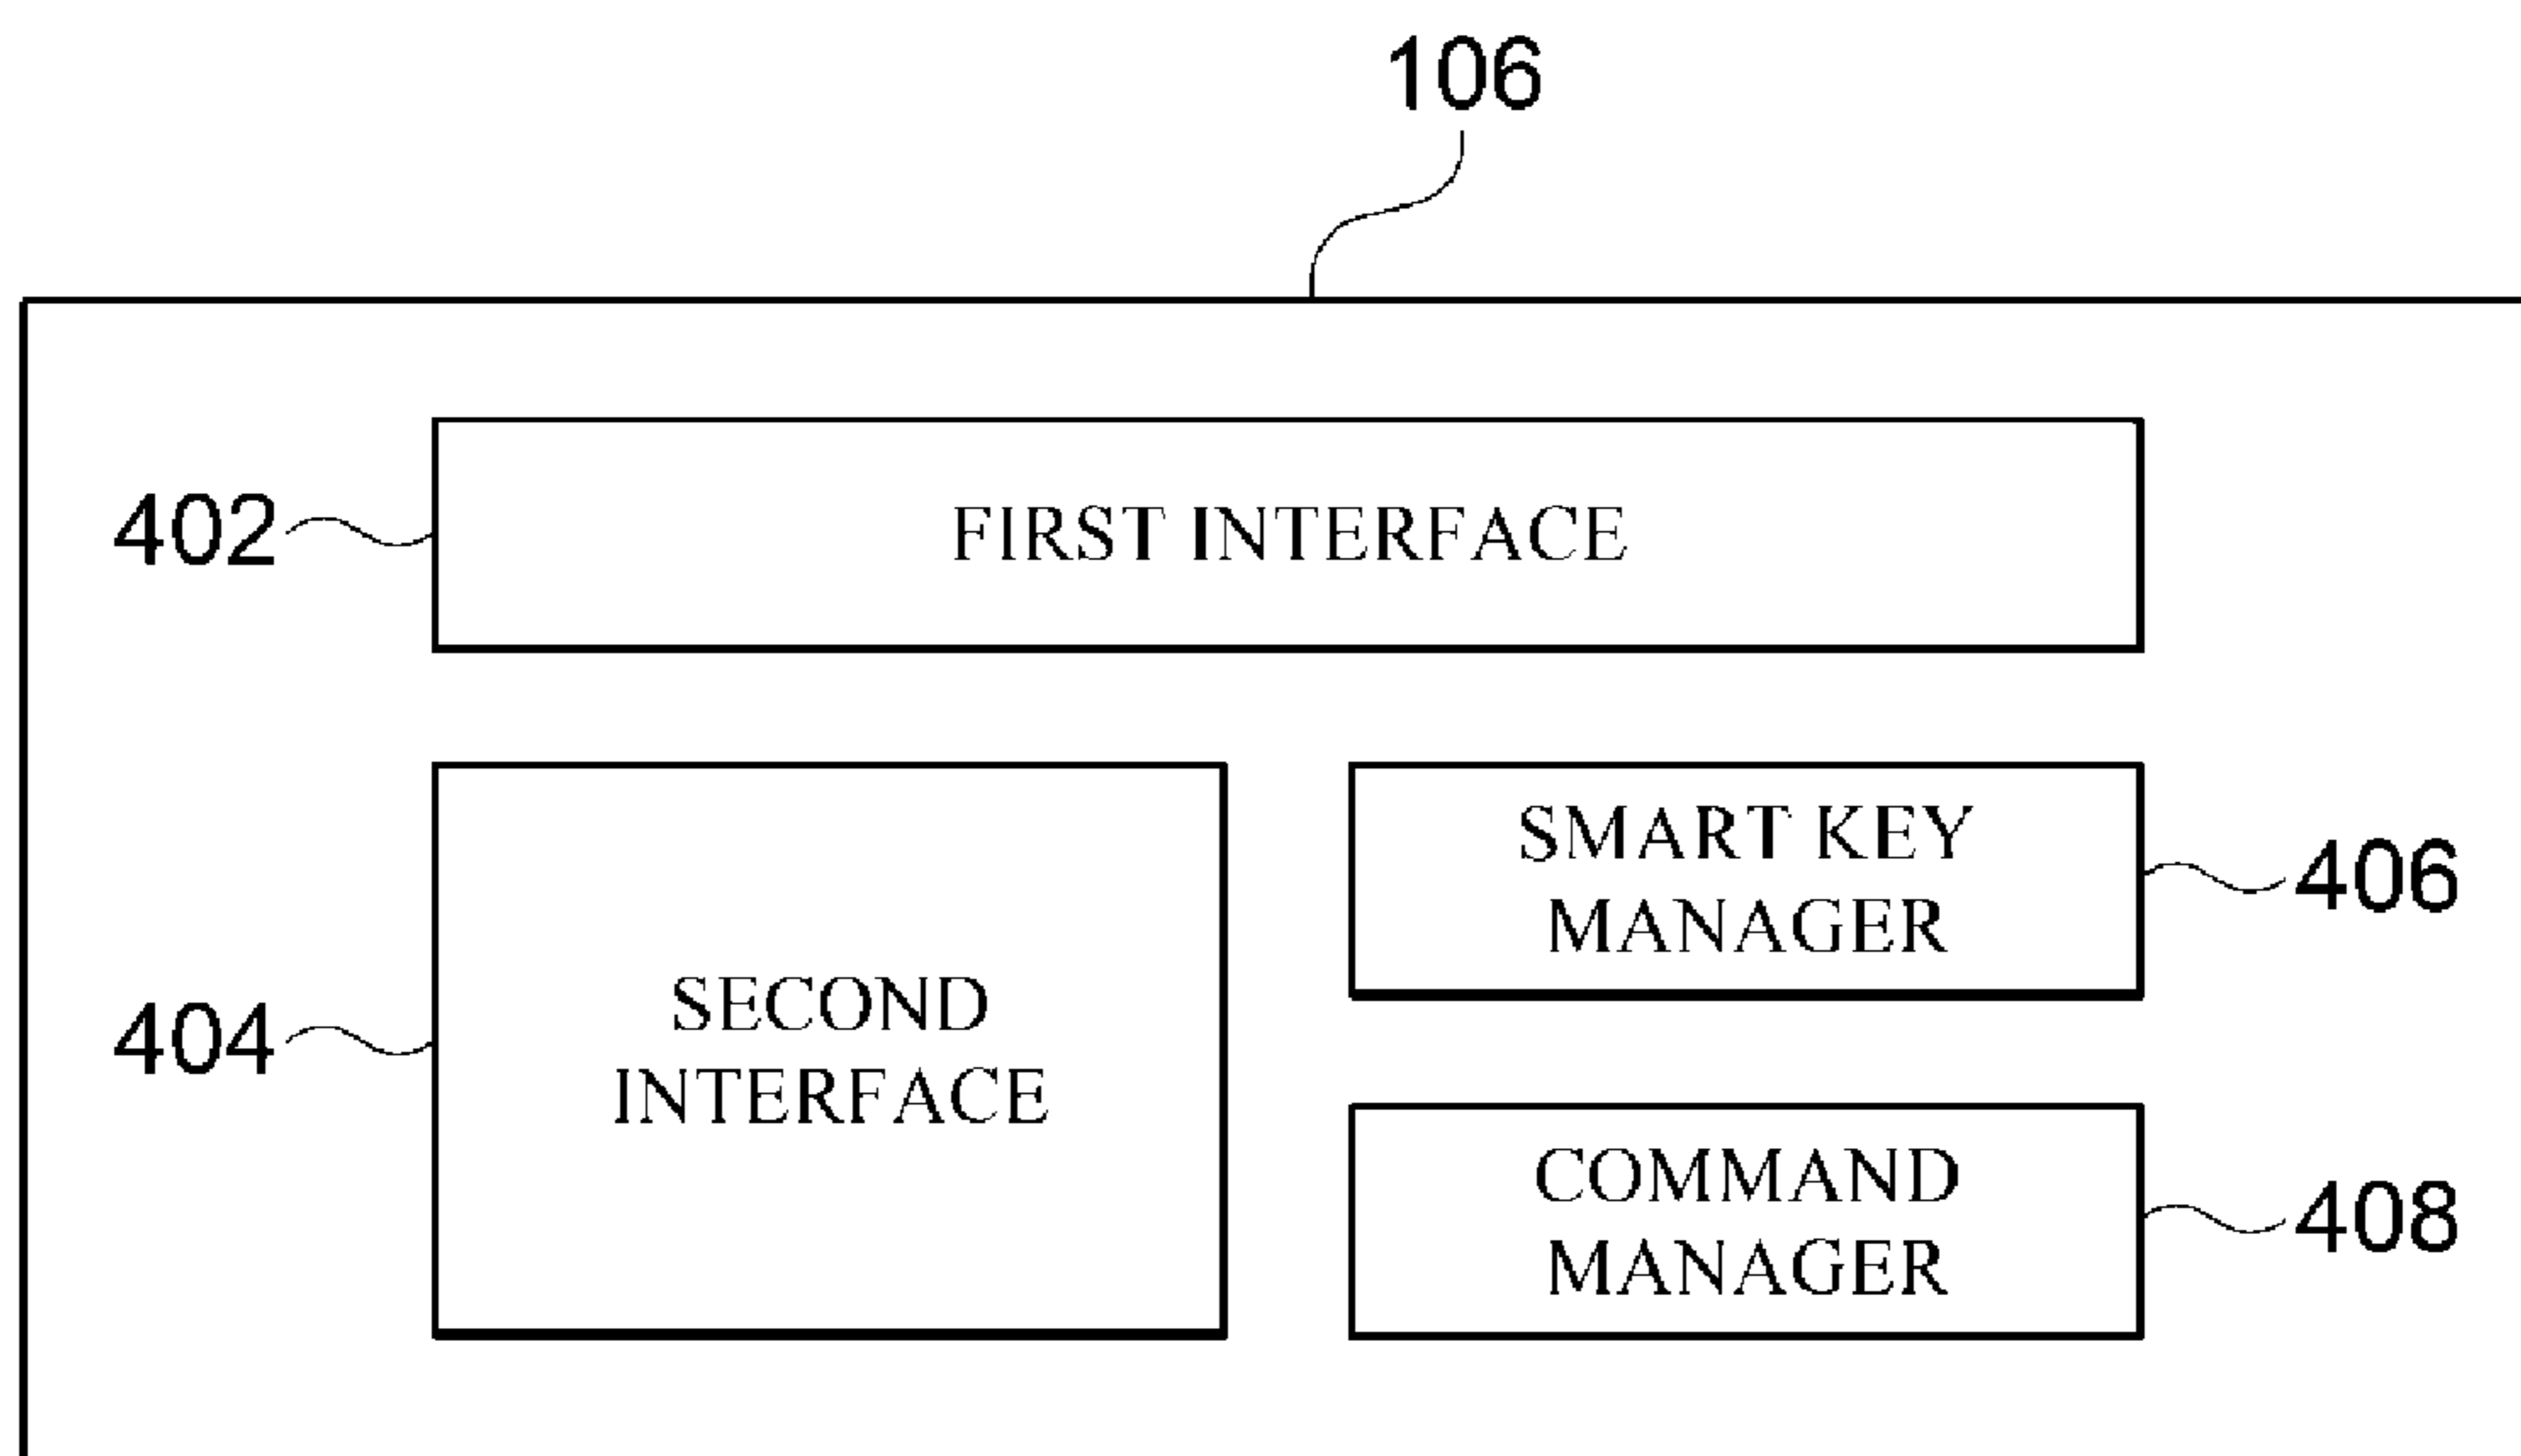 106
402
FIRST INTERFACE
SMART KEY
MANAGER
406
404
SECOND
INTERFACE
COMMAND
MANAGER
408